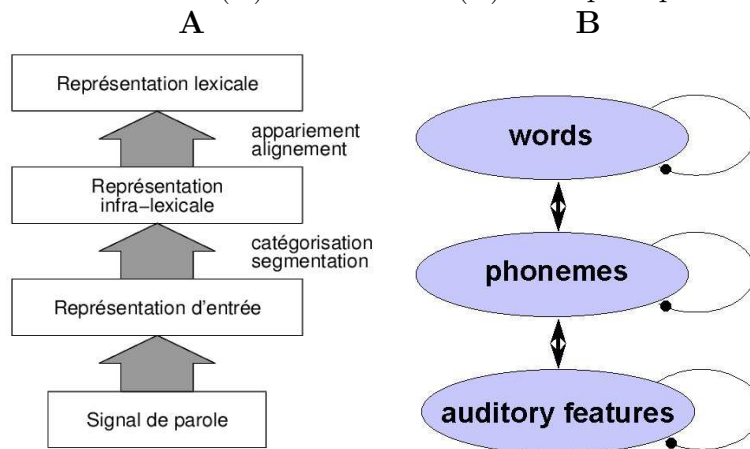 A
B
Représentation lexicale
appariement
alignement
Représentation
infra-lexicale
catégorisation
segmentation
Représentation d'entrée
Signal de parole
words
phonemes
auditory features